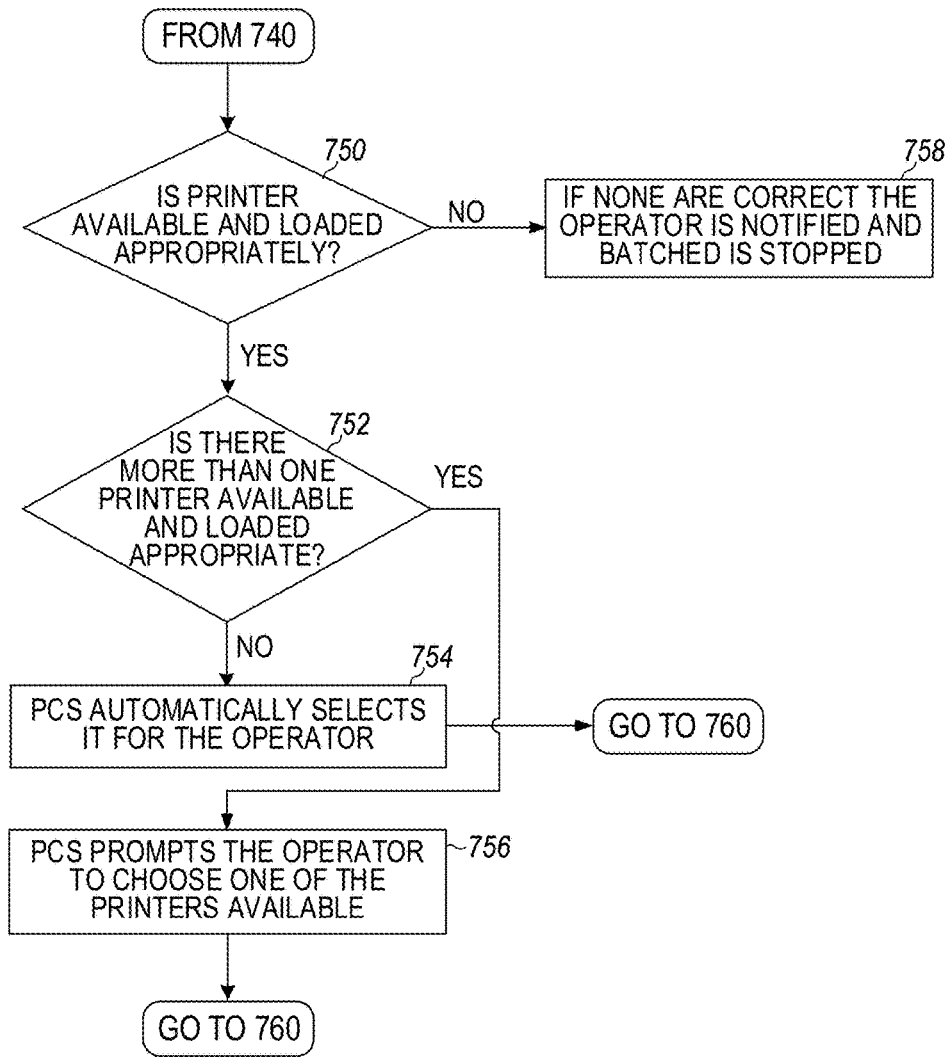 FROM 740
750
IS PRINTER
AVAILABLE AND LOADED
APPROPRIATELY?
NO
758
IF NONE ARE CORRECT THE
OPERATOR IS NOTIFIED AND
BATCHED IS STOPPED
YES
752
IS THERE
MORE THAN ONE
PRINTER AVAILABLE
AND LOADED
APPROPRIATE?
YES
NO
754
PCS AUTOMATICALLY SELECTS
IT FOR THE OPERATOR
GO TO 760
756
PCS PROMPTS THE OPERATOR
TO CHOOSE ONE OF THE
PRINTERS AVAILABLE
GO TO 760